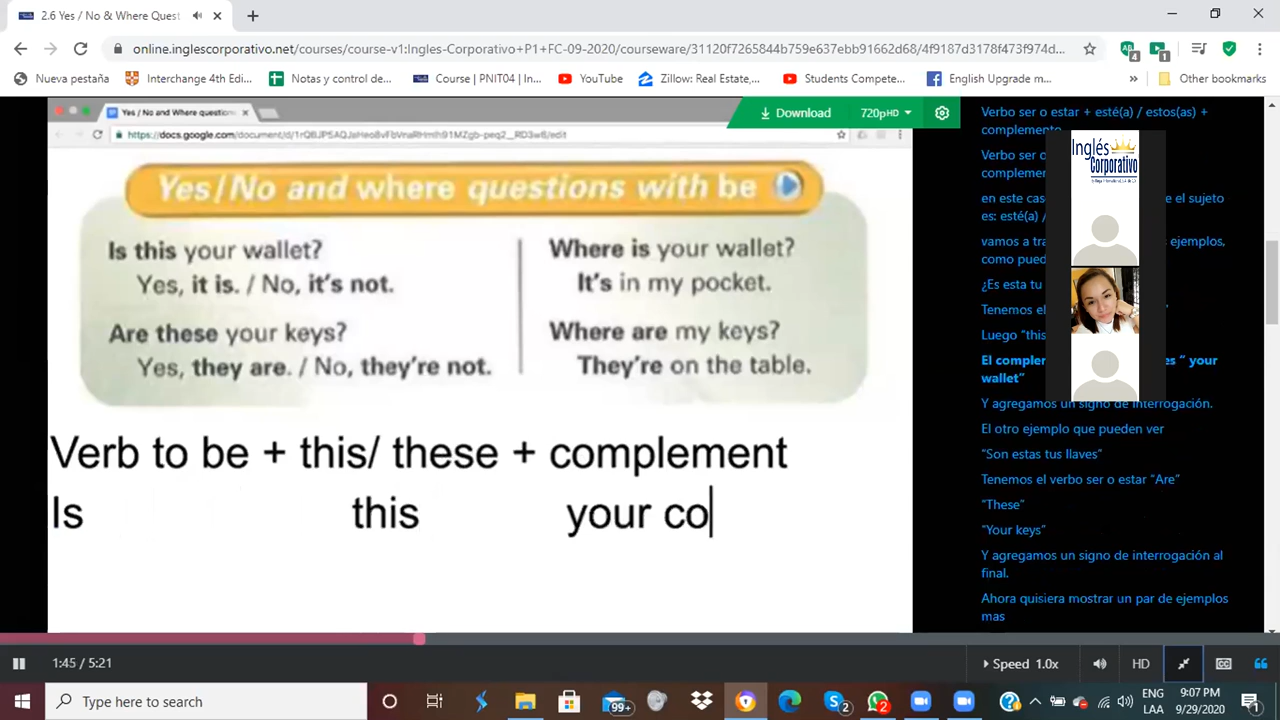 2.6 Yes / No & Where Quest
online.inglescorporativo.net/courses/course-v1:Ingles-Corporativo+P1+FC-09-2020/courseware/31120f7265844b759e637ebb91662d68/4f9187d3178f473f974d...
4
1
Nueva pestaña
Interchange 4th Edi...
Notas y control de...
Course | PNIT04 | In...
YouTube
Zillow: Real Estate,...
Students Compete...
English Upgrade m...
»
Other bookmarks
Yes / No and Where question
Download
720pHD
Yes/No and where questions with be
Is this your wallet?
Yes, it is. / No, it's not.
Are these your keys?
Yes, they are. / No, they're not.
Where is your wallet?
It's in my pocket.
Where are my keys?
They're on the table.
Verb to be + this/ these + complement
Is this your co
Verbo ser o estar + esté(a) / estos(as) +
complemento
Verbo ser o
complemen
en este cas e el sujeto
es: esté(a) /
vamos a tra ejemplos,
como pued
¿Es esta tu
Tenemos el
Luego "this
El complem es " your
wallet"
Y agregamos un signo de interrogación.
El otro ejemplo que pueden ver
"Son estas tus llaves"
Tenemos el verbo ser o estar "Are"
"These"
"Your keys"
Y agregamos un signo de interrogación al
final.
Ahora quisiera mostrar un par de ejemplos
mas
Inglés
Corporativo
1:45 / 5:21
Speed 1.0x
HD
Type here to search
99+
2
2
ENG
LAA
9:07 PM
9/29/2020
1